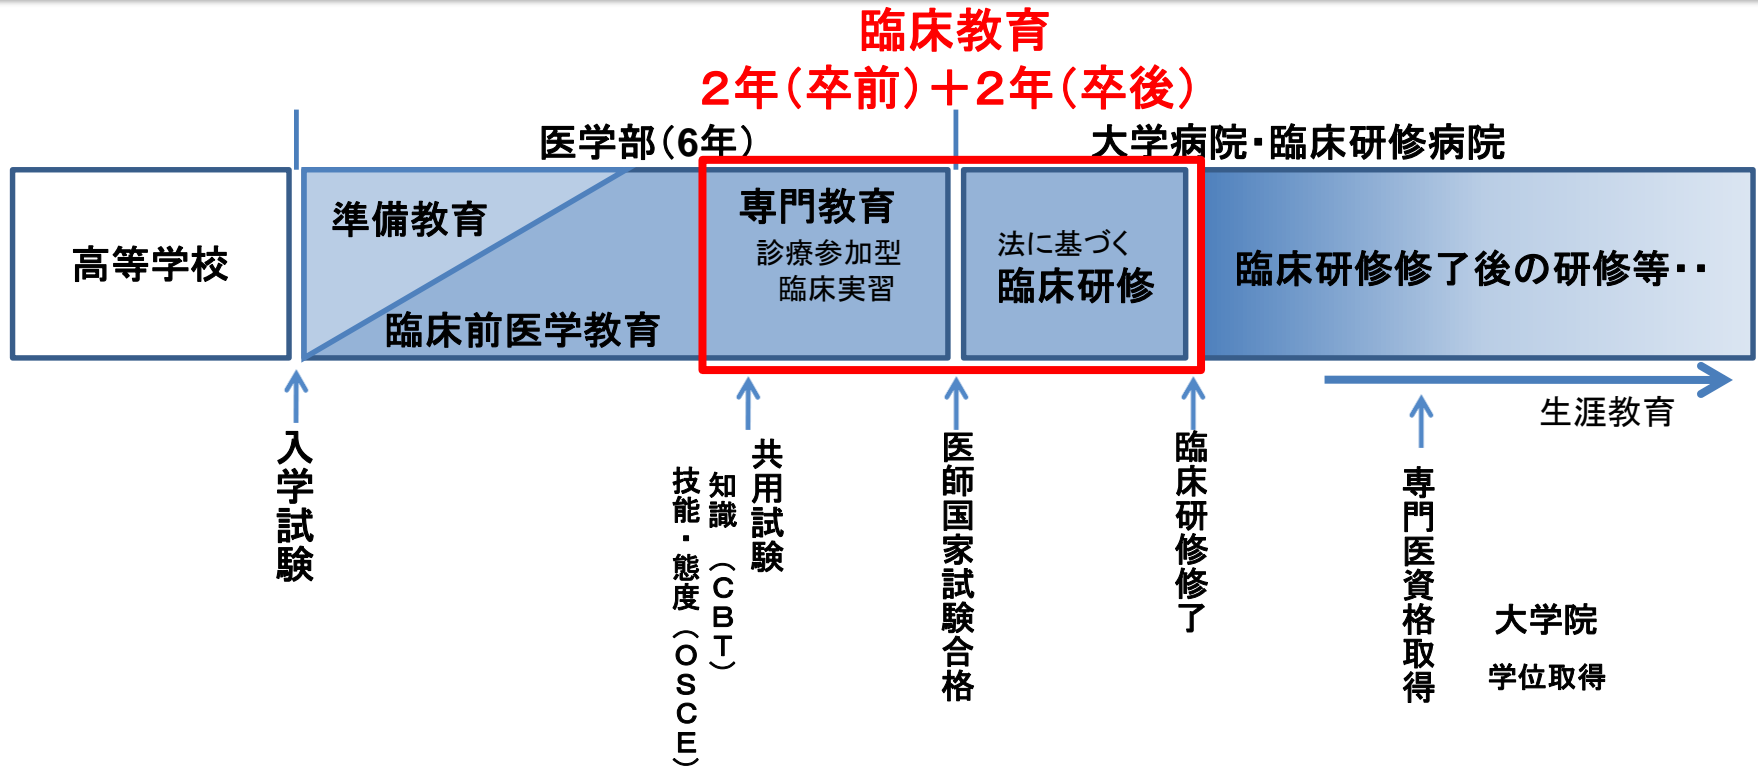 臨床教育
２年（卒前）＋２年（卒後）
医学部（6年）
大学病院・臨床研修病院
高等学校
準備教育
臨床前医学教育
専門教育
診療参加型
臨床実習
法に基づく
臨床研修
臨床研修修了後の研修等・・
生涯教育
入学試験
共用試験
知識 （ＣＢＴ）
技能・態度（ＯＳＣＥ）
医師国家試験合格
臨床研修修了
専門医資格取得
大学院
学位取得